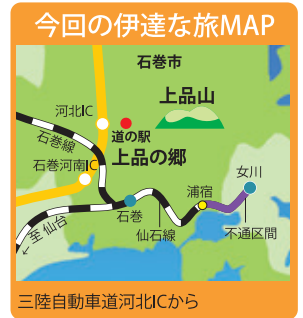 今回の伊達な旅MAP
石巻市
上品山
河北IC
道の駅
上品の郷
石巻線
石巻河南IC
女川
浦宿
石巻
仙石線
不通区間
←至 仙台
三陸自動車道河北ICから